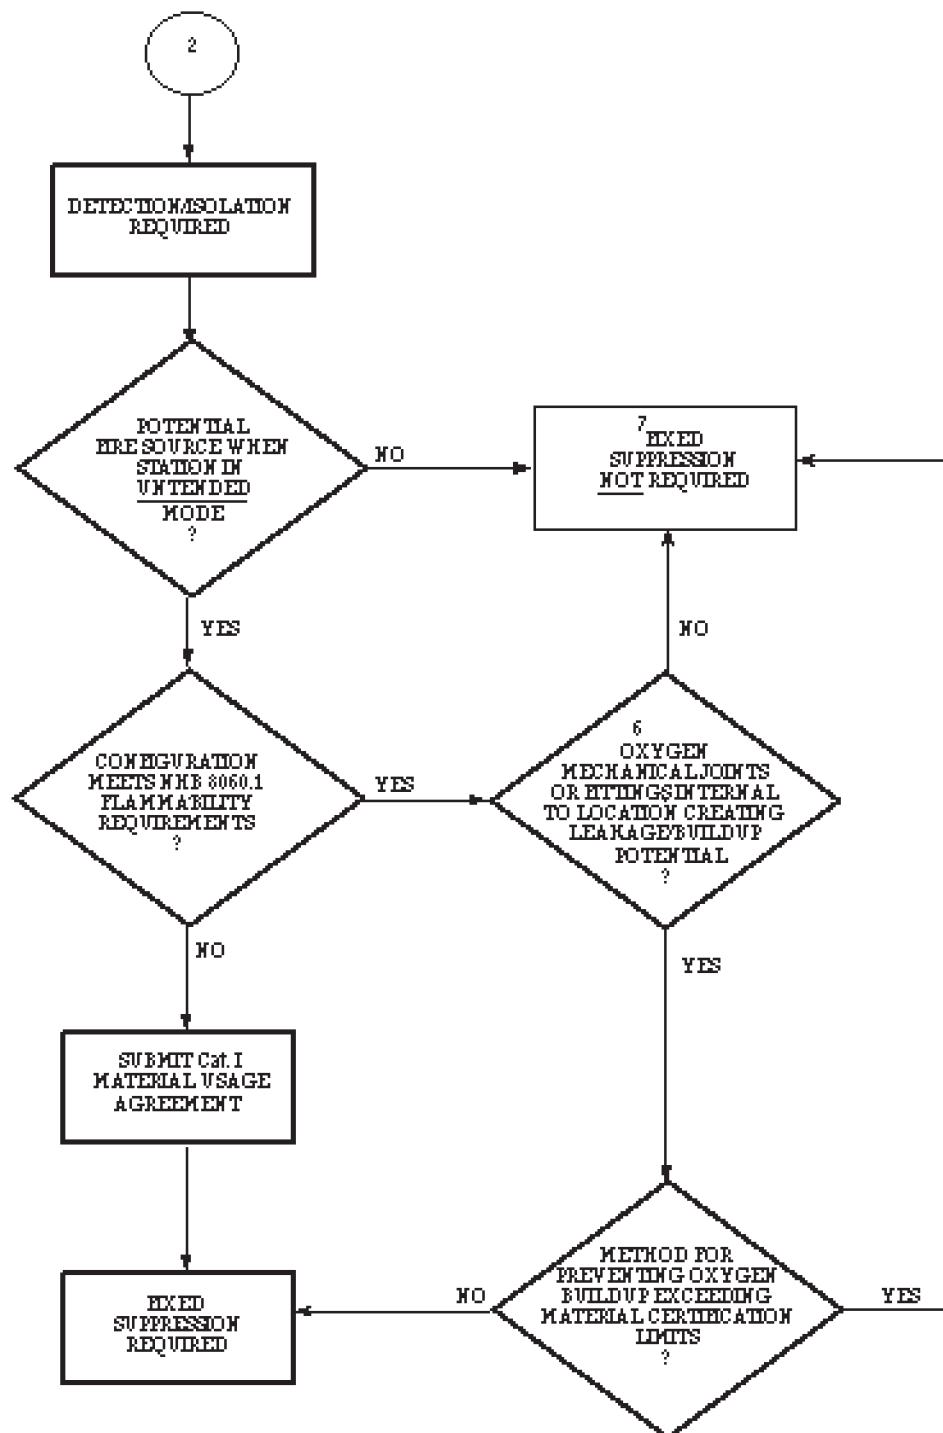 2
DETECTION/ISOLATION
REQUIRED
POTENTIAL
FIRE SOURCE WHEN
STATION IN
UNTENDED
MODE
?
NO
7
FIXED
SUPPRESSION
NOT REQUIRED
YES
NO
CONFIGURATION
MEETS NHB 8060.1
FLAMMABILITY
REQUIREMENTS
?
YES
6
OXYGEN
MECHANICAL JOINTS
OR FITTINGS INTERNAL
TO LOCATION CREATING
LEAKAGE/BUILDUP
POTENTIAL
?
NO
YES
SUBMIT Cat. I
MATERIAL USAGE
AGREEMENT
FIXED
SUPPRESSION
REQUIRED
NO
METHOD FOR
PREVENTING OXYGEN
BUILDUP EXCEEDING
MATERIAL CERTIFICATION
LIMITS
?
YES